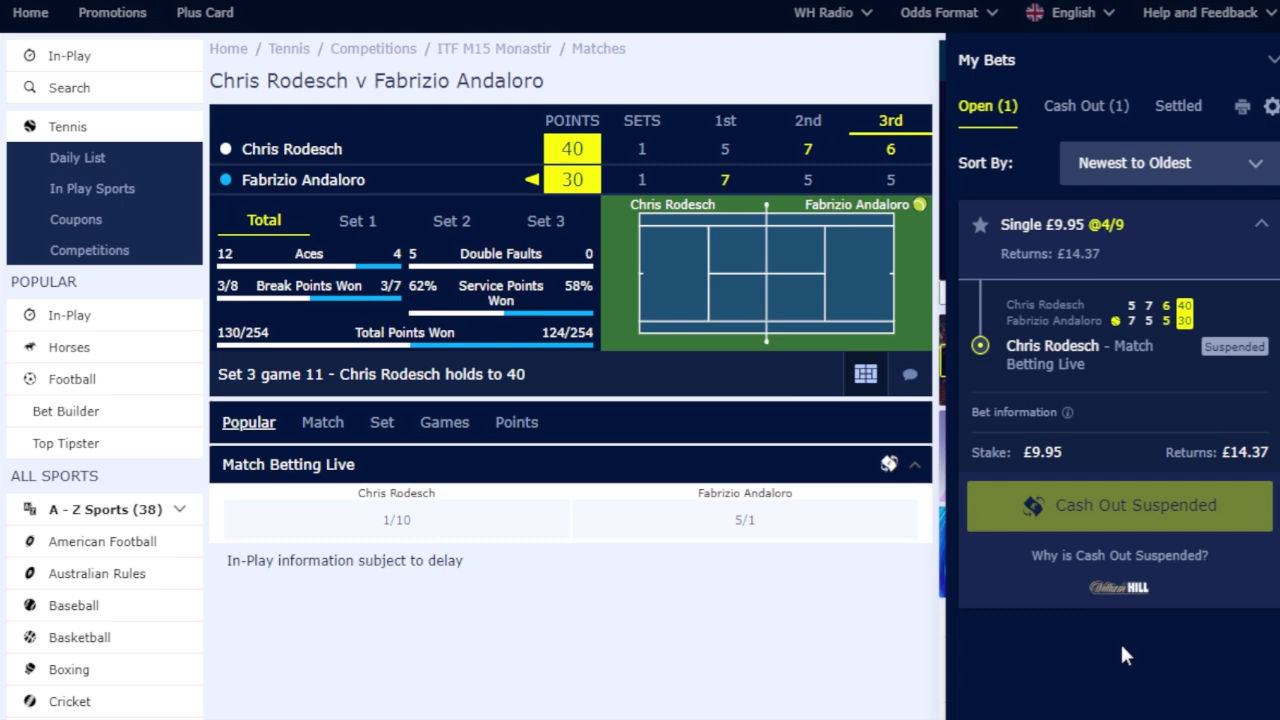 Home Promotions Plus Card WH Radio Odds Format English Help and Feedback
In-Play
Search
Tennis
Daily List
In Play Sports
Coupons
Competitions
POPULAR
In-Play
Horses
Football
Bet Builder
Top Tipster
ALL SPORTS
A - Z Sports (38)
American Football
Australian Rules
Baseball
Basketball
Boxing
Cricket
Home / Tennis / Competitions / ITF M15 Monastir / Matches
Chris Rodesch v Fabrizio Andaloro
POINTS SETS 1st 2nd 3rd
Chris Rodesch 40 1 5 7 6
Fabrizio Andaloro 30 1 7 5 5
Total Set 1 Set 2 Set 3
12 Aces 4 5 Double Faults 0
3/8 Break Points Won 3/7 62% Service Points Won 58%
130/254 Total Points Won 124/254
Chris Rodesch Fabrizio Andaloro
Set 3 game 11 - Chris Rodesch holds to 40
Popular Match Set Games Points
Match Betting Live
Chris Rodesch Fabrizio Andaloro
1/10 5/1
In-Play information subject to delay
My Bets
Open (1) Cash Out (1) Settled
Sort By: Newest to Oldest
Single £9.95 @4/9
Returns: £14.37
Chris Rodesch 5 7 6 40
Fabrizio Andaloro 7 5 5 30
Chris Rodesch - Match Suspended
Betting Live
Bet information
Stake: £9.95 Returns: £14.37
Cash Out Suspended
Why is Cash Out Suspended?
William HILL